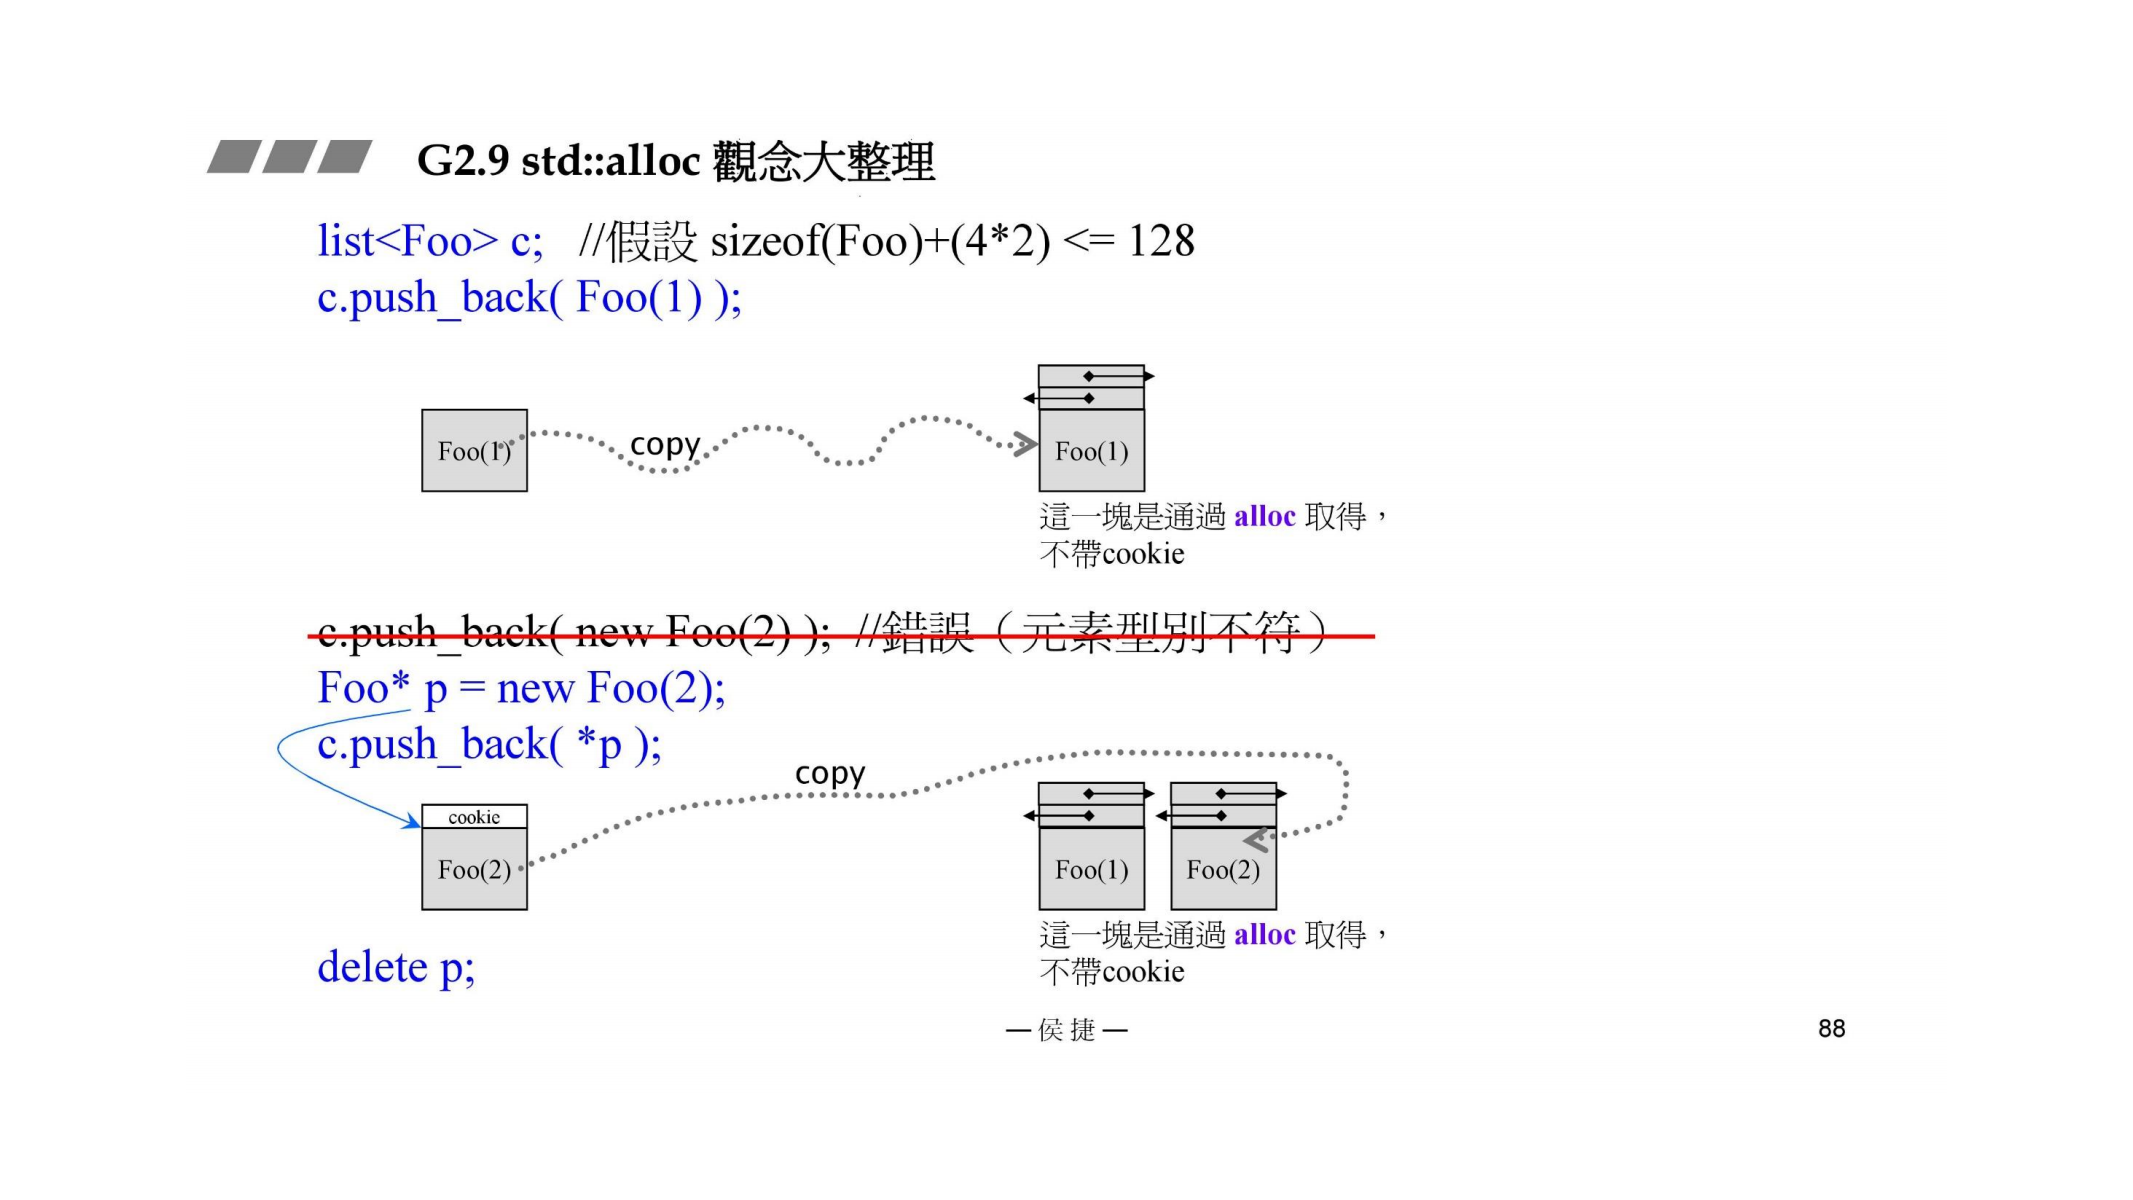 G2.9 std::alloc 觀念大整理
list<Foo> c;   //假設 sizeof(Foo)+(4*2) <= 128
c.push_back( Foo(1) );
Foo(1)
copy
Foo(1)
這一塊是通過 alloc 取得，
不帶cookie
c.push_back( new Foo(2) );  //錯誤（元素型別不符）
Foo* p = new Foo(2);
c.push_back( *p );
copy
cookie
Foo(2)
Foo(1)
Foo(2)
這一塊是通過 alloc 取得，
不帶cookie
delete p;
— 侯 捷 —
88